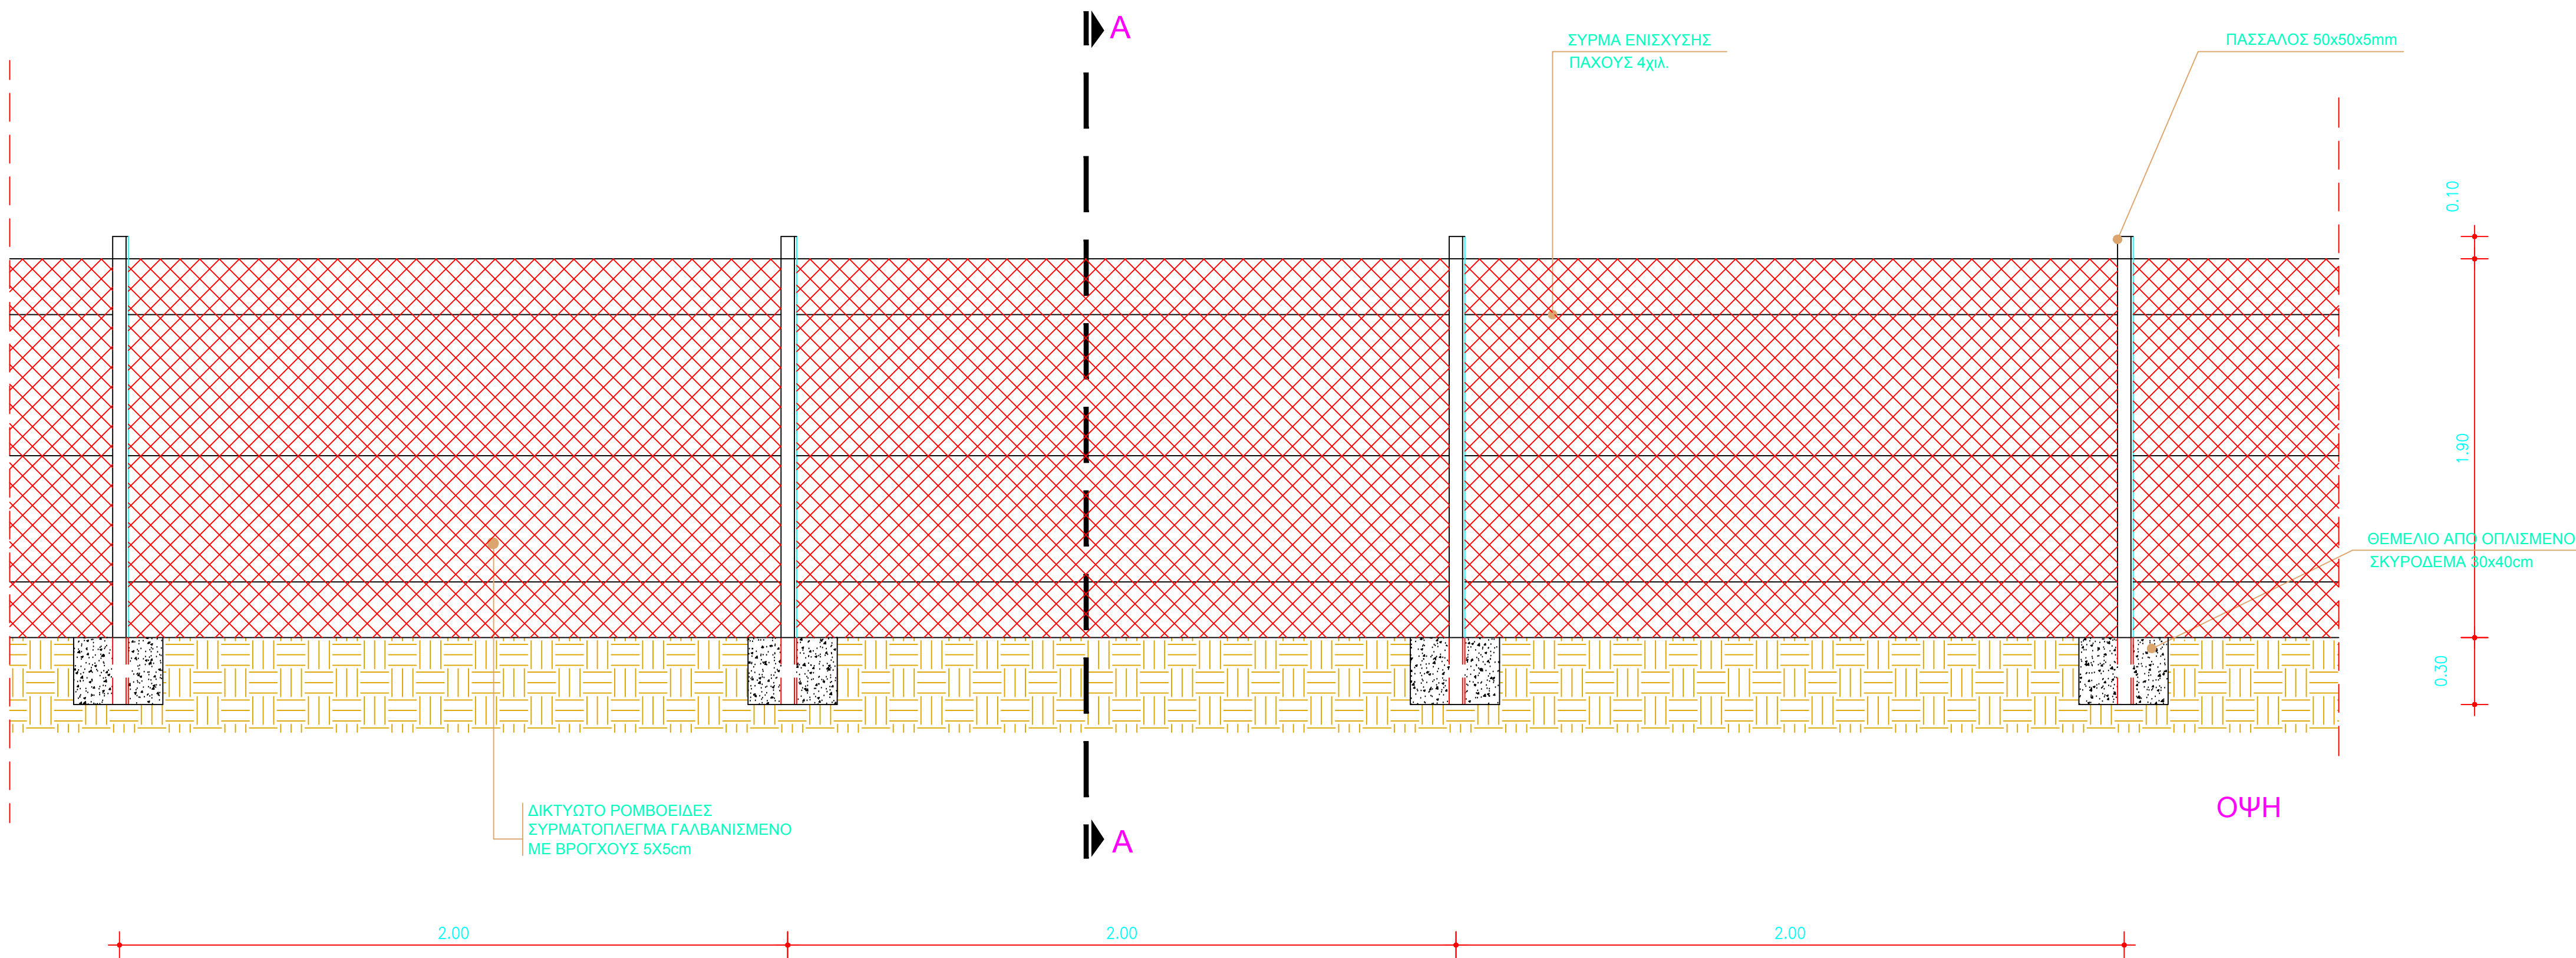 A
ΣΥΡΜΑ ΕΝΙΣΧΥΣΗΣ
ΠΑΧΟΥΣ 4χιλ.
ΠΑΣΣΑΛΟΣ 50x50x5mm
0.10
1.90
ΘΕΜΕΛΙΟ ΑΠΟ ΟΠΛΙΣΜΕΝΟ
ΣΚΥΡΟΔΕΜΑ 30x40cm
0.30
ΔΙΚΤΥΩΤΟ ΡΟΜΒΟΕΙΔΕΣ
ΣΥΡΜΑΤΟΠΛΕΓΜΑ ΓΑΛΒΑΝΙΣΜΕΝΟ
ΜΕ ΒΡΟΓΧΟΥΣ 5Χ5cm
A
ΟΨΗ
2.00
2.00
2.00